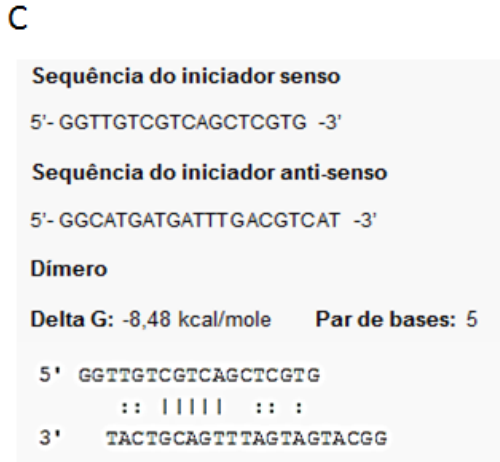 C
Sequência do iniciador senso
5'- GGTTGTCGTCAGCTCGTG -3'
Sequência do iniciador anti-senso
5'- GGCATGATGATTTGACGTCAT -3'
Dímero
Delta G: -8,48 kcal/mole Par de bases: 5
5' GGTTGTCGTCAGCTCGTG
:: ||||| :: :
3' TACTGCAGTTTAGTAGTACGG